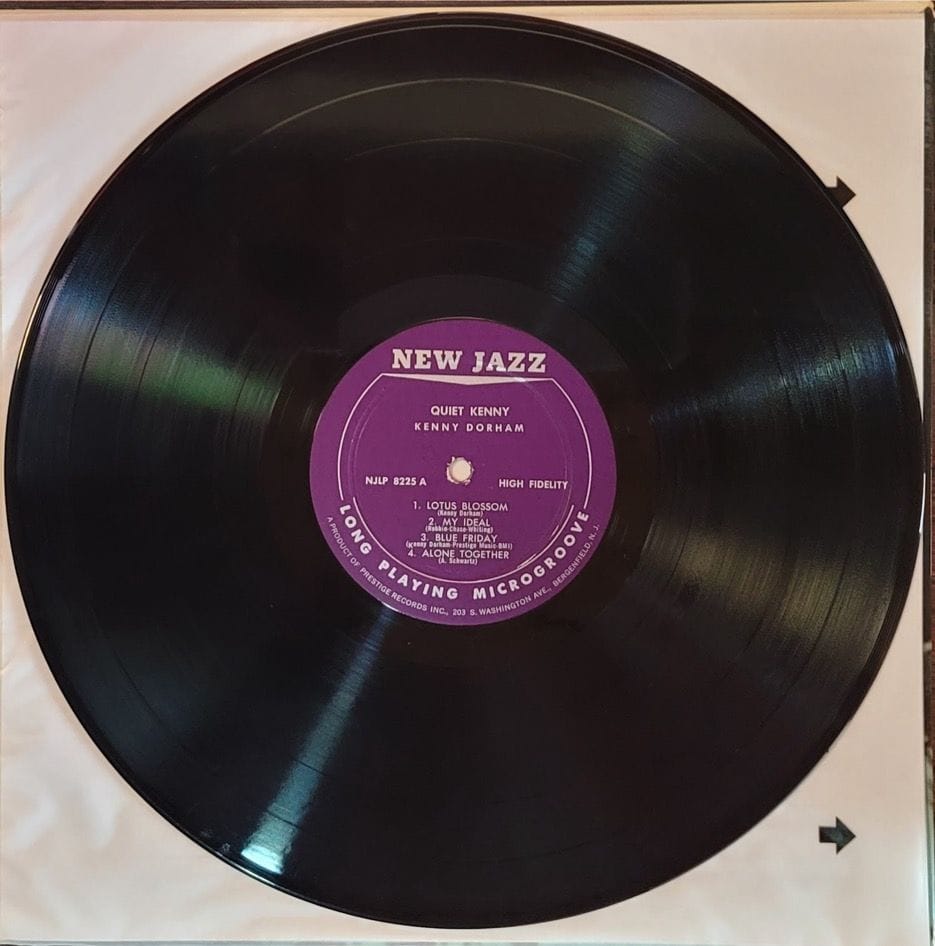 NEW JAZZ
QUIET KENNY
KENNY DORHAM
NJLP 8225 A
HIGH FIDELITY
1. LOTUS BLOSSOM
(Kenny Dorham)
2. MY IDEAL
(Robbin-Chase-Whiting)
3. BLUE FRIDAY
(Kenny Dorham-Prestige Music-BMI)
4. ALONE TOGETHER
(A. Schwartz)
LONG PLAYING MICROGROOVE
A PRODUCT OF PRESTIGE RECORDS INC., 203 S. WASHINGTON AVE., BERGENFIELD, N. J.